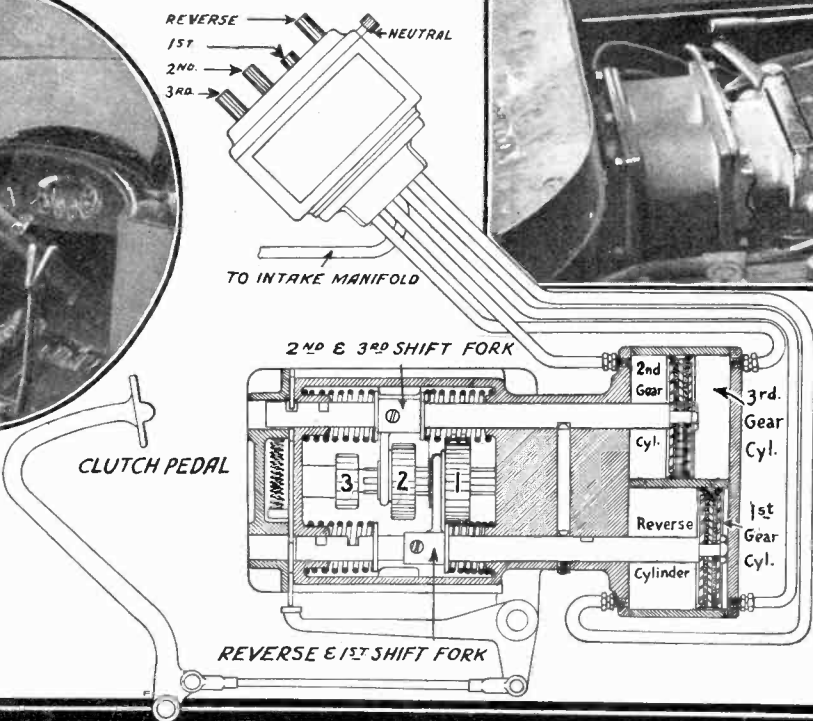 REVERSE
1ST
2ND.
3RD.
NEUTRAL
TO INTAKE MANIFOLD
2ND & 3RD SHIFT FORK
2nd
Gear
Cyl.
3rd.
Gear
Cyl.
CLUTCH PEDAL
3
2
1
Reverse
Cylinder
1st
Gear
Cyl.
REVERSE & 1ST SHIFT FORK
F